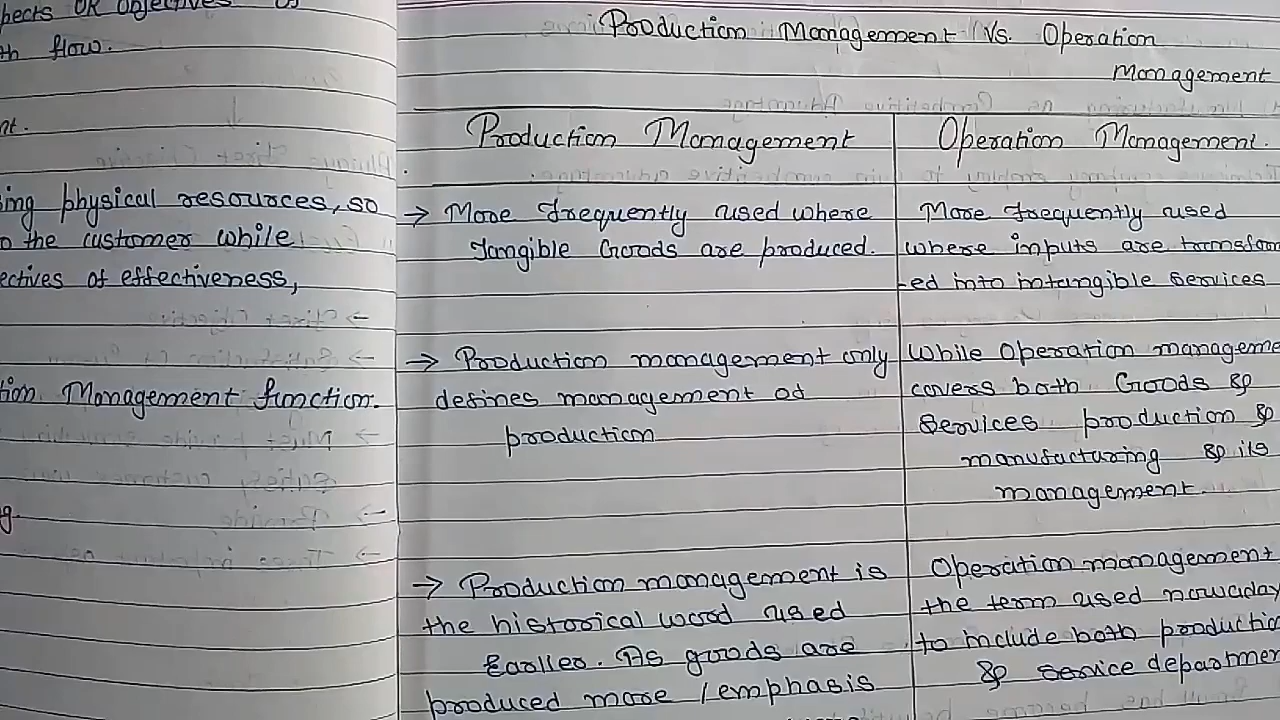 th flow.
nt.
ing physical resources, so
o the customer while
ectives of effectiveness,
tion Management function.
g.
Production Management Vs. Operation
Management
Production Management
→ More frequently used where
Tangible Goods are produced.
→ Production management only
defines management of
production
→ Production management is
the historical word used
Earlier. As goods are
produced more / emphasis
Operation Management.
More frequently used
where inputs are transform
-ed into intangible services
While Operation manageme
covers both Goods &
Services production &
manufacturing & its
management.
Operation management
the term used nowaday
to include both productio
& service departmen